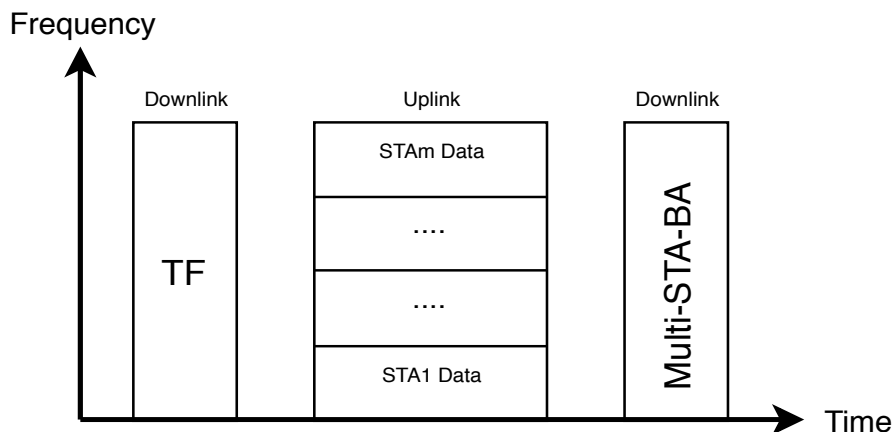 Frequency
Downlink
Uplink
Downlink
STAm Data
....
TF
....
STA1 Data
Multi-STA-BA
Time